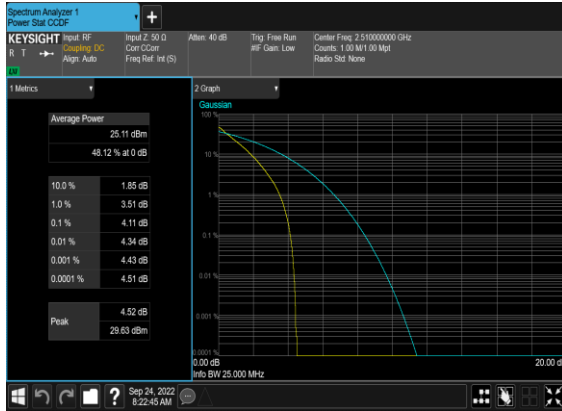 Spectrum Analyzer 1
Power Stat CCDF
+
KEYSIGHT
R T
LU
Input: RF
Coupling: DC
Align: Auto
Input Z: 50 Ω
Corr CCorr
Freq Ref: Int (S)
Atten: 40 dB
Trig: Free Run
#IF Gain: Low
Center Freq: 2.510000000 GHz
Counts: 1.00 M/1.00 Mpt
Radio Std: None
1 Metrics
Average Power
25.11 dBm
48.12 % at 0 dB
10.0 % 1.85 dB
1.0 % 3.51 dB
0.1 % 4.11 dB
0.01 % 4.34 dB
0.001 % 4.43 dB
0.0001 % 4.51 dB
Peak
4.52 dB
29.63 dBm
2 Graph
Gaussian
100 %
10 %
1 %
0.1 %
0.01 %
0.001 %
0.0001 %
0.00 dB 20.00 d
Info BW 25.000 MHz
?
Sep 24, 2022
8:22:45 AM